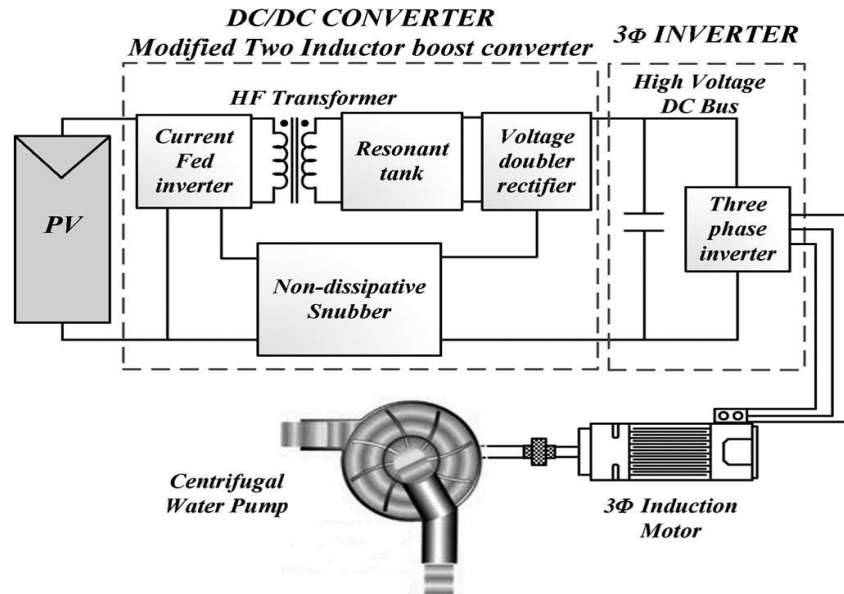 DC/DC CONVERTER
Modified Two Inductor boost converter
3Φ INVERTER
HF Transformer
High Voltage
DC Bus
Current
Fed
inverter
Resonant
tank
Voltage
doubler
rectifier
PV
Three
phase
inverter
Non-dissipative
Snubber
Centrifugal
Water Pump
3Φ Induction
Motor